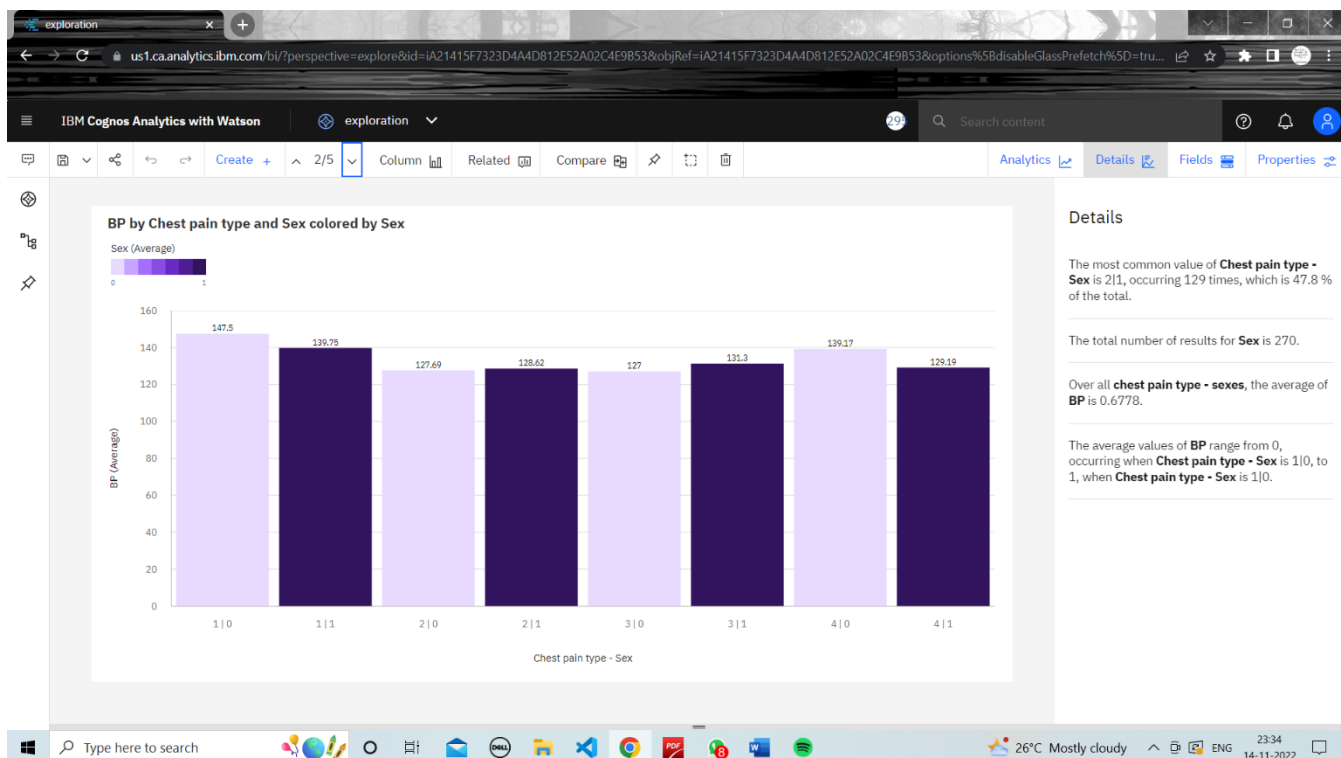 exploration
us1.ca.analytics.ibm.com/bi/?perspective=explore&id=iA21415F7323D4A4D812E52A02C4E9B53&objRef=iA21415F7323D4A4D812E52A02C4E9B53&options%5BdisableGlassPrefetch%5D=tru...
IBM Cognos Analytics with Watson
exploration
Search content
Create +
2/5
Column
Related
Compare
Analytics
Details
Fields
Properties
BP by Chest pain type and Sex colored by Sex
Sex (Average)
0 1
BP (Average)
160
140
120
100
80
60
40
20
0
147.5
139.75
127.69
128.62
127
131.3
139.17
129.19
1 | 0
1 | 1
2 | 0
2 | 1
3 | 0
3 | 1
4 | 0
4 | 1
Chest pain type - Sex
Details
The most common value of Chest pain type -
Sex is 2|1, occurring 129 times, which is 47.8 %
of the total.
The total number of results for Sex is 270.
Over all chest pain type - sexes, the average of
BP is 0.6778.
The average values of BP range from 0,
occurring when Chest pain type - Sex is 1|0, to
1, when Chest pain type - Sex is 1|0.
Type here to search
DELL
PDF
8
26°C Mostly cloudy
ENG
23:34
14-11-2022